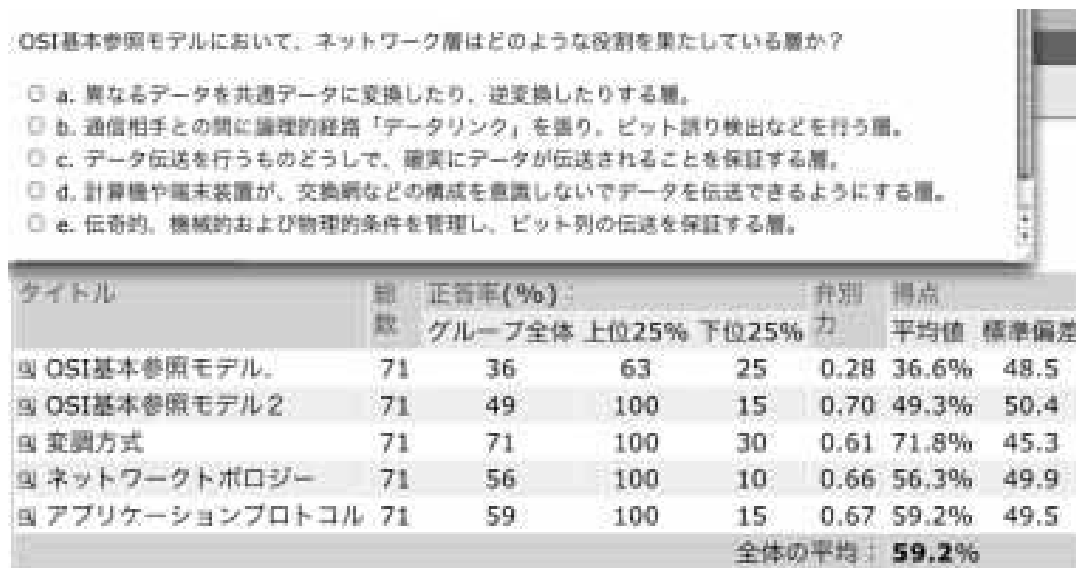 OSI基本参照モデルにおいて、ネットワーク層はどのような役割を果たしている層か?
a. 異なるデータを共通データに変換したり、逆変換したりする層。
b. 通信相手との間に論理的経路「データリンク」を張り、ビット誤り検出などを行う層。
c. データ伝送を行うものどうしで、確実にデータが伝送されることを保証する層。
d. 計算機や端末装置が、交換網などの構成を意識しないでデータを伝送できるようにする層。
e. 伝奇的、機械的および物理的条件を管理し、ビット列の伝送を保証する層。
タイトル 総数 正答率(%) : 弁別力 得点
グループ全体 上位25% 下位25% 平均値 標準偏差
OSI基本参照モデル. 71 36 63 25 0.28 36.6% 48.5
OSI基本参照モデル2 71 49 100 15 0.70 49.3% 50.4
変調方式 71 71 100 30 0.61 71.8% 45.3
ネットワークトポロジー 71 56 100 10 0.66 56.3% 49.9
アプリケーションプロトコル 71 59 100 15 0.67 59.2% 49.5
全体の平均: 59.2%